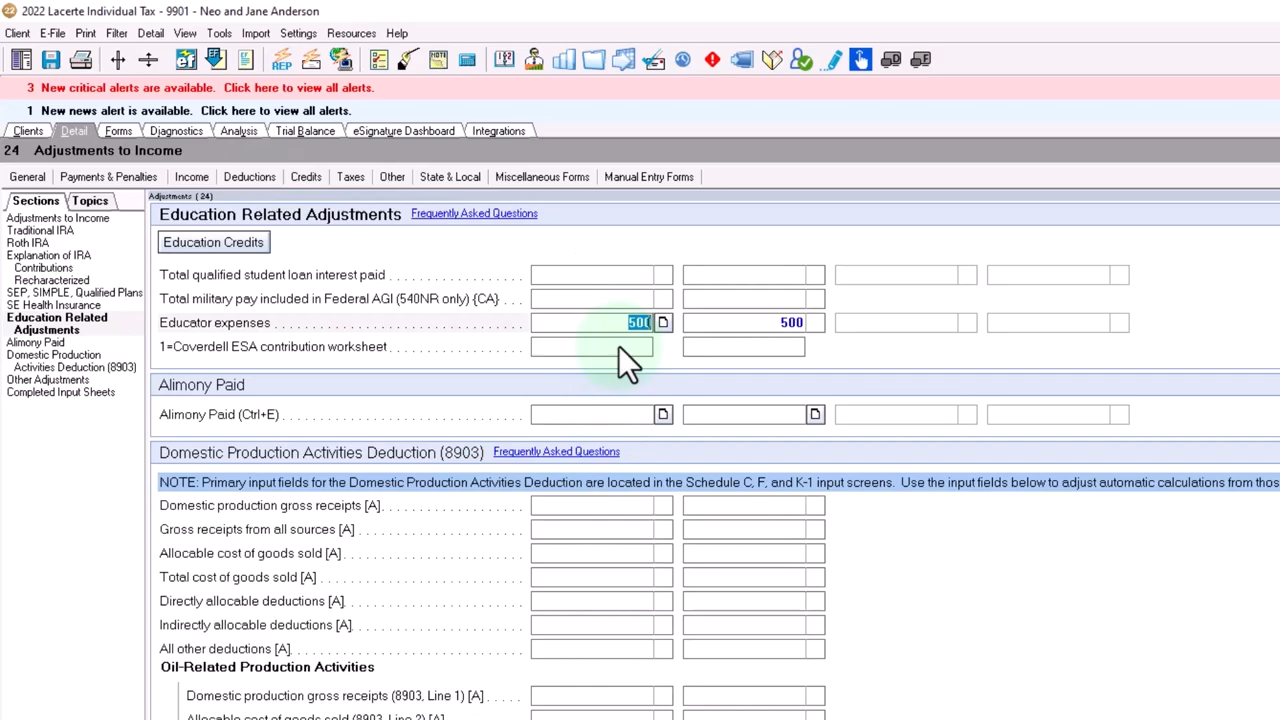 22 2022 Lacerte Individual Tax - 9901 - Neo and Jane Anderson
Client E-File Print Filter Detail View Tools Import Settings Resources Help
3 New critical alerts are available. Click here to view all alerts.
1 New news alert is available. Click here to view all alerts.
Clients Detail Forms Diagnostics Analysis Trial Balance eSignature Dashboard Integrations
24 Adjustments to Income
General Payments & Penalties Income Deductions Credits Taxes Other State & Local Miscellaneous Forms Manual Entry Forms
Sections Topics
Adjustments to Income
Traditional IRA
Roth IRA
Explanation of IRA
Contributions
Recharacterized
SEP, SIMPLE, Qualified Plans
SE Health Insurance
Education Related
Adjustments
Alimony Paid
Domestic Production
Activities Deduction (8903)
Other Adjustments
Completed Input Sheets
Adjustments (24)
Education Related Adjustments Frequently Asked Questions
Education Credits
Total qualified student loan interest paid
Total military pay included in Federal AGI (540NR only) {CA}
Educator expenses 500 500
1=Coverdell ESA contribution worksheet
Alimony Paid
Alimony Paid (Ctrl+E)
Domestic Production Activities Deduction (8903) Frequently Asked Questions
NOTE: Primary input fields for the Domestic Production Activities Deduction are located in the Schedule C, F, and K-1 input screens. Use the input fields below to adjust automatic calculations from thos
Domestic production gross receipts [A]
Gross receipts from all sources [A]
Allocable cost of goods sold [A]
Total cost of goods sold [A]
Directly allocable deductions [A]
Indirectly allocable deductions [A]
All other deductions [A]
Oil-Related Production Activities
Domestic production gross receipts (8903, Line 1) [A]
Allocable cost of goods sold (8903, Line 2) [A]